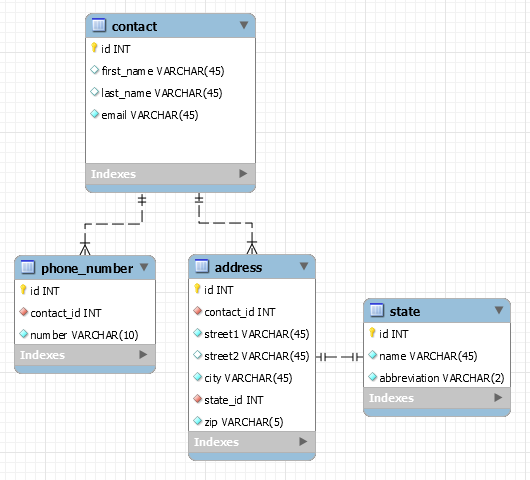 contact
id INT
first_name VARCHAR(45)
last_name VARCHAR(45)
email VARCHAR(45)
Indexes
phone_number
id INT
contact_id INT
number VARCHAR(10)
Indexes
address
id INT
contact_id INT
street1 VARCHAR(45)
street2 VARCHAR(45)
city VARCHAR(45)
state_id INT
zip VARCHAR(5)
Indexes
state
id INT
name VARCHAR(45)
abbreviation VARCHAR(2)
Indexes